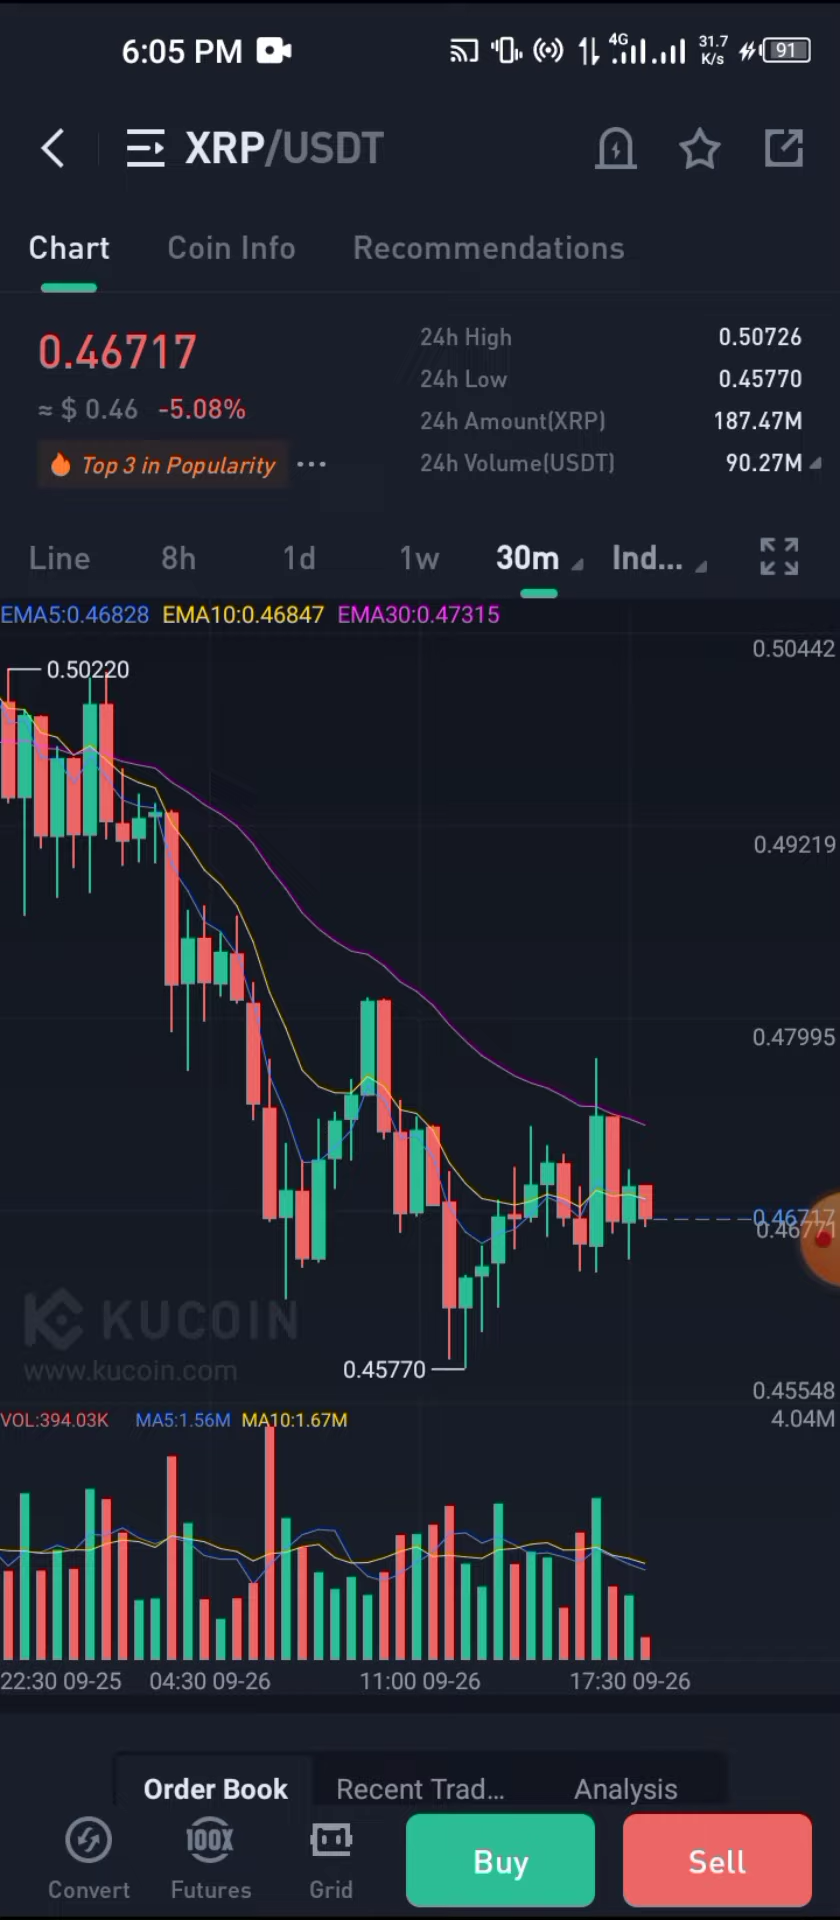 6:05 PM 4G 31.7 K/s 91
XRP/USDT
Chart Coin Info Recommendations
0.46717
≈ $ 0.46 -5.08%
Top 3 in Popularity ···
24h High 0.50726
24h Low 0.45770
24h Amount(XRP) 187.47M
24h Volume(USDT) 90.27M
Line 8h 1d 1w 30m Ind...
EMA5:0.46828 EMA10:0.46847 EMA30:0.47315
0.50442
0.50220
0.49219
0.47995
0.46717
0.46771
KUCOIN
www.kucoin.com
0.45770
0.45548
VOL:394.03K MA5:1.56M MA10:1.67M 4.04M
22:30 09-25 04:30 09-26 11:00 09-26 17:30 09-26
Order Book Recent Trad... Analysis
100X
Convert Futures Grid Buy Sell